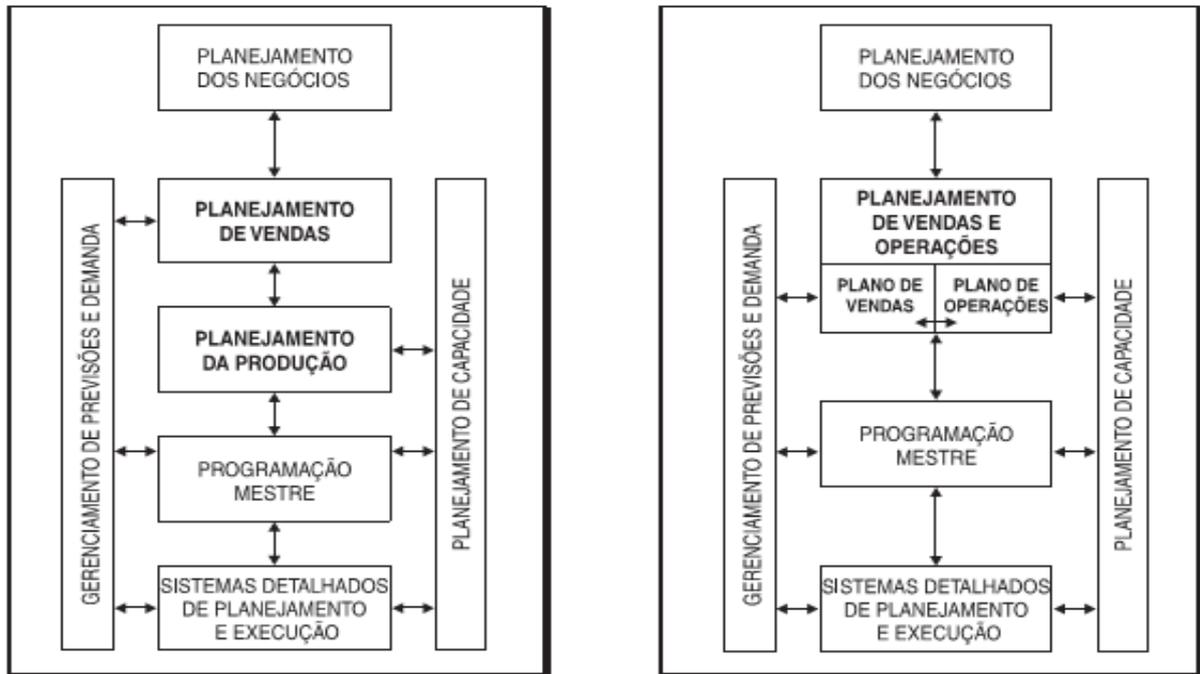 PLANEJAMENTO
DOS NEGÓCIOS
GERENCIAMENTO DE PREVISÕES E DEMANDA
PLANEJAMENTO
DE VENDAS
PLANEJAMENTO
DA PRODUÇÃO
PROGRAMAÇÃO
MESTRE
SISTEMAS DETALHADOS
DE PLANEJAMENTO
E EXECUÇÃO
PLANEJAMENTO DE CAPACIDADE
PLANEJAMENTO
DOS NEGÓCIOS
GERENCIAMENTO DE PREVISÕES E DEMANDA
PLANEJAMENTO
DE VENDAS E
OPERAÇÕES
PLANO DE
VENDAS
PLANO DE
OPERAÇÕES
PROGRAMAÇÃO
MESTRE
SISTEMAS DETALHADOS
DE PLANEJAMENTO
E EXECUÇÃO
PLANEJAMENTO DE CAPACIDADE